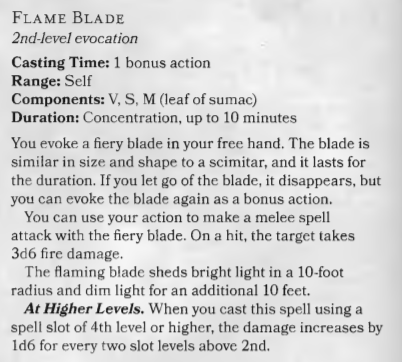 FLAME BLADE
2nd-level evocation
Casting Time: 1 bonus action
Range: Self
Components: V, S, M (leaf of sumac)
Duration: Concentration, up to 10 minutes
You evoke a fiery blade in your free hand. The blade is
similar in size and shape to a scimitar, and it lasts for
the duration. If you let go of the blade, it disappears, but
you can evoke the blade again as a bonus action.
You can use your action to make a melee spell
attack with the fiery blade. On a hit, the target takes
3d6 fire damage.
The flaming blade sheds bright light in a 10-foot
radius and dim light for an additional 10 feet.
At Higher Levels. When you cast this spell using a
spell slot of 4th level or higher, the damage increases by
1d6 for every two slot levels above 2nd.